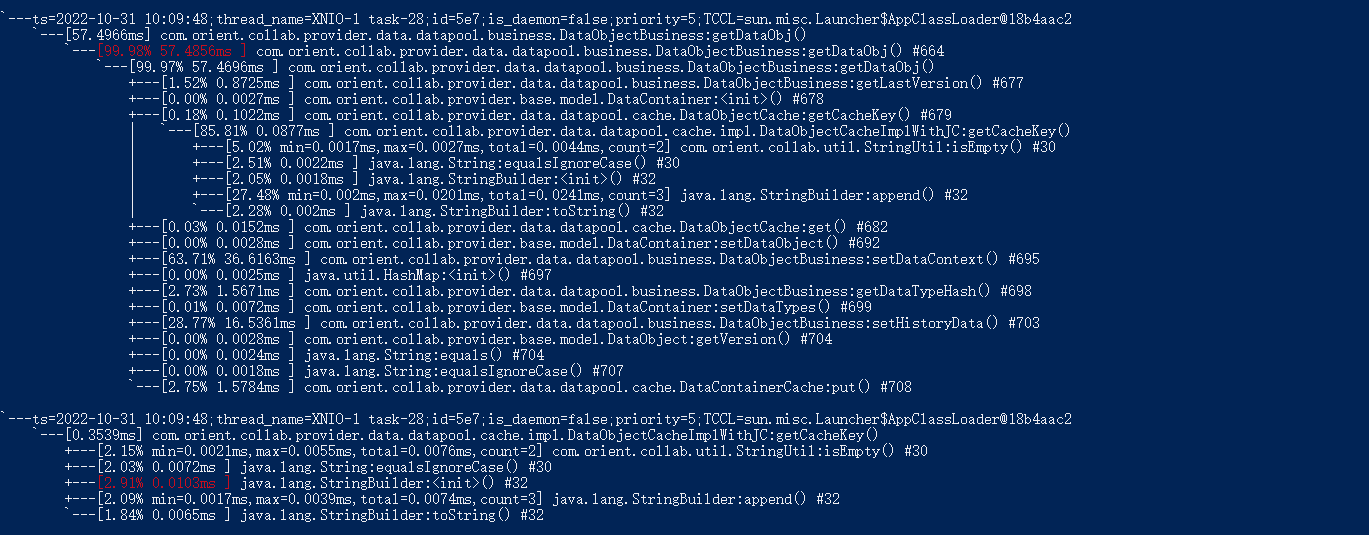 `---ts=2022-10-31 10:09:48;thread_name=XNIO-1 task-28;id=5e7;is_daemon=false;priority=5;TCCL=sun.misc.Launcher$AppClassLoader@18b4aac2
`---[57.4966ms] com.orient.collab.provider.data.datapool.business.DataObjectBusiness:getDataObj()
`---[99.98% 57.4856ms ] com.orient.collab.provider.data.datapool.business.DataObjectBusiness:getDataObj() #664
`---[99.97% 57.4696ms ] com.orient.collab.provider.data.datapool.business.DataObjectBusiness:getDataObj()
+---[1.52% 0.8725ms ] com.orient.collab.provider.data.datapool.business.DataObjectBusiness:getLastVersion() #677
+---[0.00% 0.0027ms ] com.orient.collab.provider.base.model.DataContainer:<init>() #678
+---[0.18% 0.1022ms ] com.orient.collab.provider.data.datapool.cache.DataObjectCache:getCacheKey() #679
| `---[85.81% 0.0877ms ] com.orient.collab.provider.data.datapool.cache.impl.DataObjectCacheImplWithJC:getCacheKey()
| +---[5.02% min=0.0017ms,max=0.0027ms,total=0.0044ms,count=2] com.orient.collab.util.StringUtil:isEmpty() #30
| +---[2.51% 0.0022ms ] java.lang.String:equalsIgnoreCase() #30
| +---[2.05% 0.0018ms ] java.lang.StringBuilder:<init>() #32
| +---[27.48% min=0.002ms,max=0.0201ms,total=0.0241ms,count=3] java.lang.StringBuilder:append() #32
| `---[2.28% 0.002ms ] java.lang.StringBuilder:toString() #32
+---[0.03% 0.0152ms ] com.orient.collab.provider.data.datapool.cache.DataObjectCache:get() #682
+---[0.00% 0.0028ms ] com.orient.collab.provider.base.model.DataContainer:setDataObject() #692
+---[63.71% 36.6163ms ] com.orient.collab.provider.data.datapool.business.DataObjectBusiness:setDataContext() #695
+---[0.00% 0.0025ms ] java.util.HashMap:<init>() #697
+---[2.73% 1.5671ms ] com.orient.collab.provider.data.datapool.business.DataObjectBusiness:getDataTypeHash() #698
+---[0.01% 0.0072ms ] com.orient.collab.provider.base.model.DataContainer:setDataTypes() #699
+---[28.77% 16.5361ms ] com.orient.collab.provider.data.datapool.business.DataObjectBusiness:setHistoryData() #703
+---[0.00% 0.0028ms ] com.orient.collab.provider.base.model.DataObject:getVersion() #704
+---[0.00% 0.0024ms ] java.lang.String:equals() #704
+---[0.00% 0.0018ms ] java.lang.String:equalsIgnoreCase() #707
`---[2.75% 1.5784ms ] com.orient.collab.provider.data.datapool.cache.DataContainerCache:put() #708
`---ts=2022-10-31 10:09:48;thread_name=XNIO-1 task-28;id=5e7;is_daemon=false;priority=5;TCCL=sun.misc.Launcher$AppClassLoader@18b4aac2
`---[0.3539ms] com.orient.collab.provider.data.datapool.cache.impl.DataObjectCacheImplWithJC:getCacheKey()
+---[2.15% min=0.0021ms,max=0.0055ms,total=0.0076ms,count=2] com.orient.collab.util.StringUtil:isEmpty() #30
+---[2.03% 0.0072ms ] java.lang.String:equalsIgnoreCase() #30
+---[2.91% 0.0103ms ] java.lang.StringBuilder:<init>() #32
+---[2.09% min=0.0017ms,max=0.0039ms,total=0.0074ms,count=3] java.lang.StringBuilder:append() #32
`---[1.84% 0.0065ms ] java.lang.StringBuilder:toString() #32